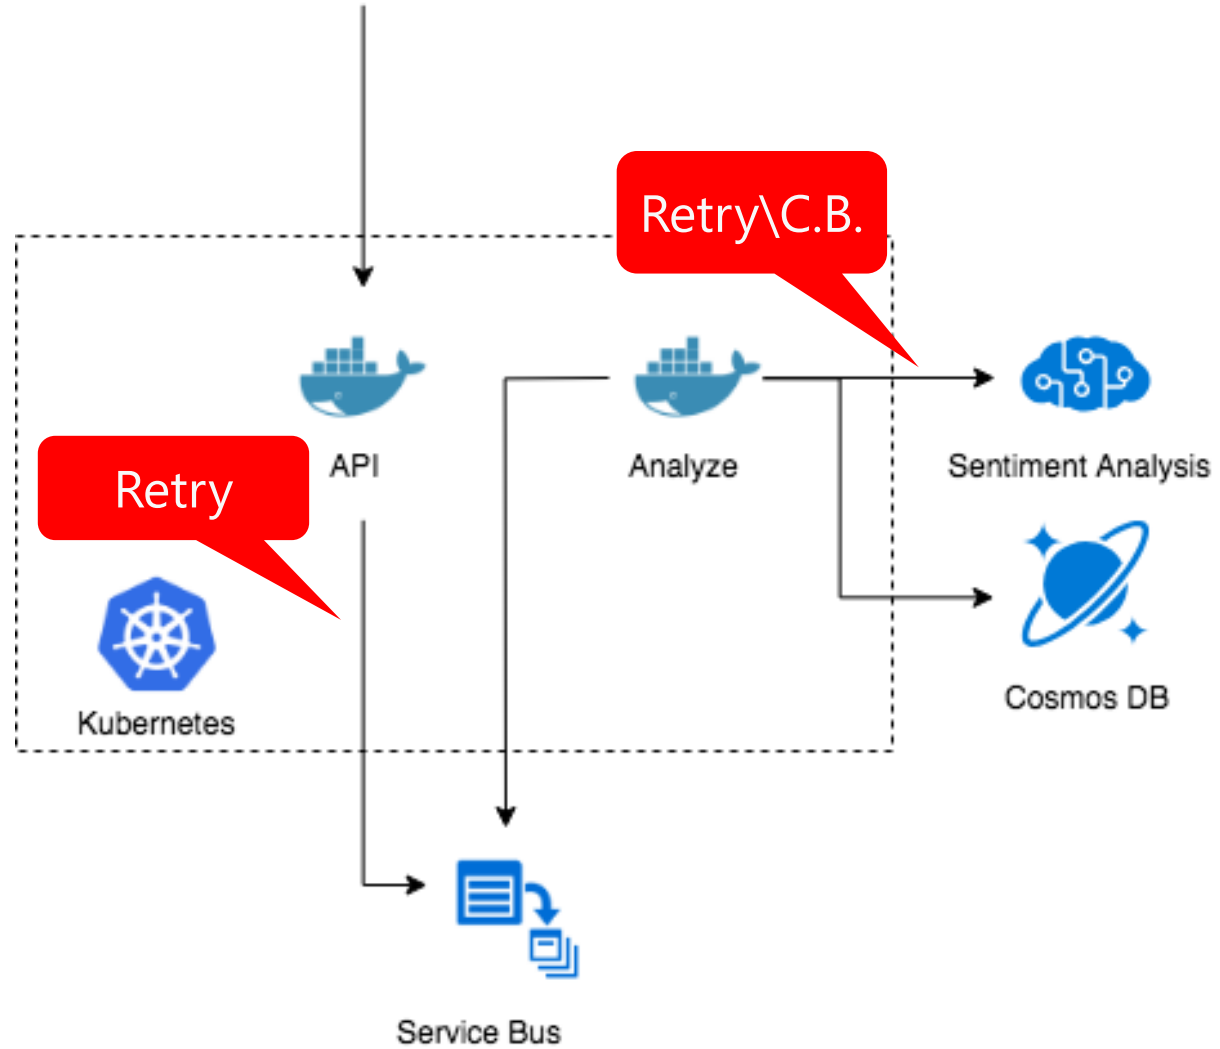 Retry\C.B.
API
Analyze
Sentiment Analysis
Retry
Kubernetes
Cosmos DB
Service Bus